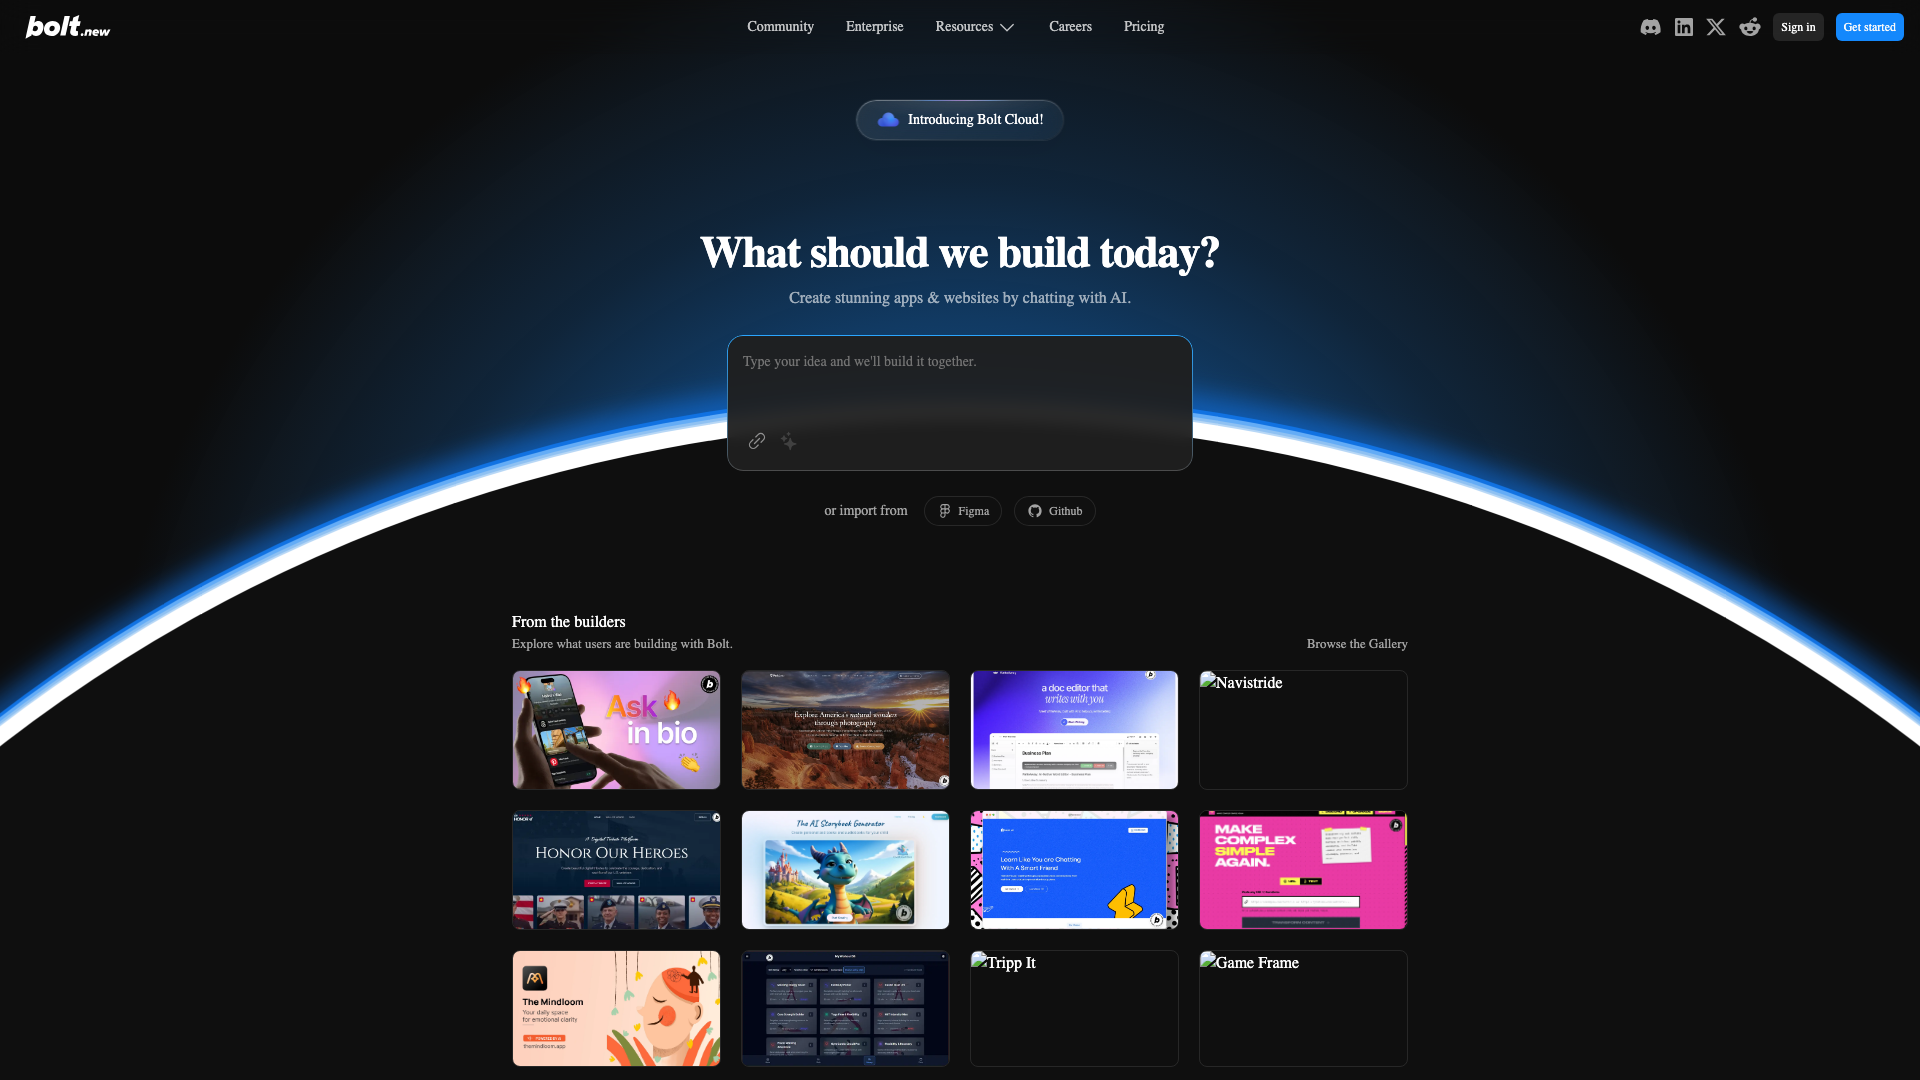 bolt.new
Community
Enterprise
Resources
Careers
Pricing
Sign in
Get started
Introducing Bolt Cloud!
What should we build today?
Create stunning apps & websites by chatting with AI.
Type your idea and we'll build it together.
or import from
Figma
Github
From the builders
Explore what users are building with Bolt.
Browse the Gallery
Ask
in bio
Explore America's natural wonders
through photography
a doc editor that
writes with you
Business Plan
Navistride
HONOR OUR HEROES
The AI Storybook Generator
Learn Like You are Chatting
With A Smart Friend
MAKE
COMPLEX
SIMPLE
AGAIN.
The Mindloom
Your daily space
for emotional clarity
themindloom.app
Tripp It
Game Frame